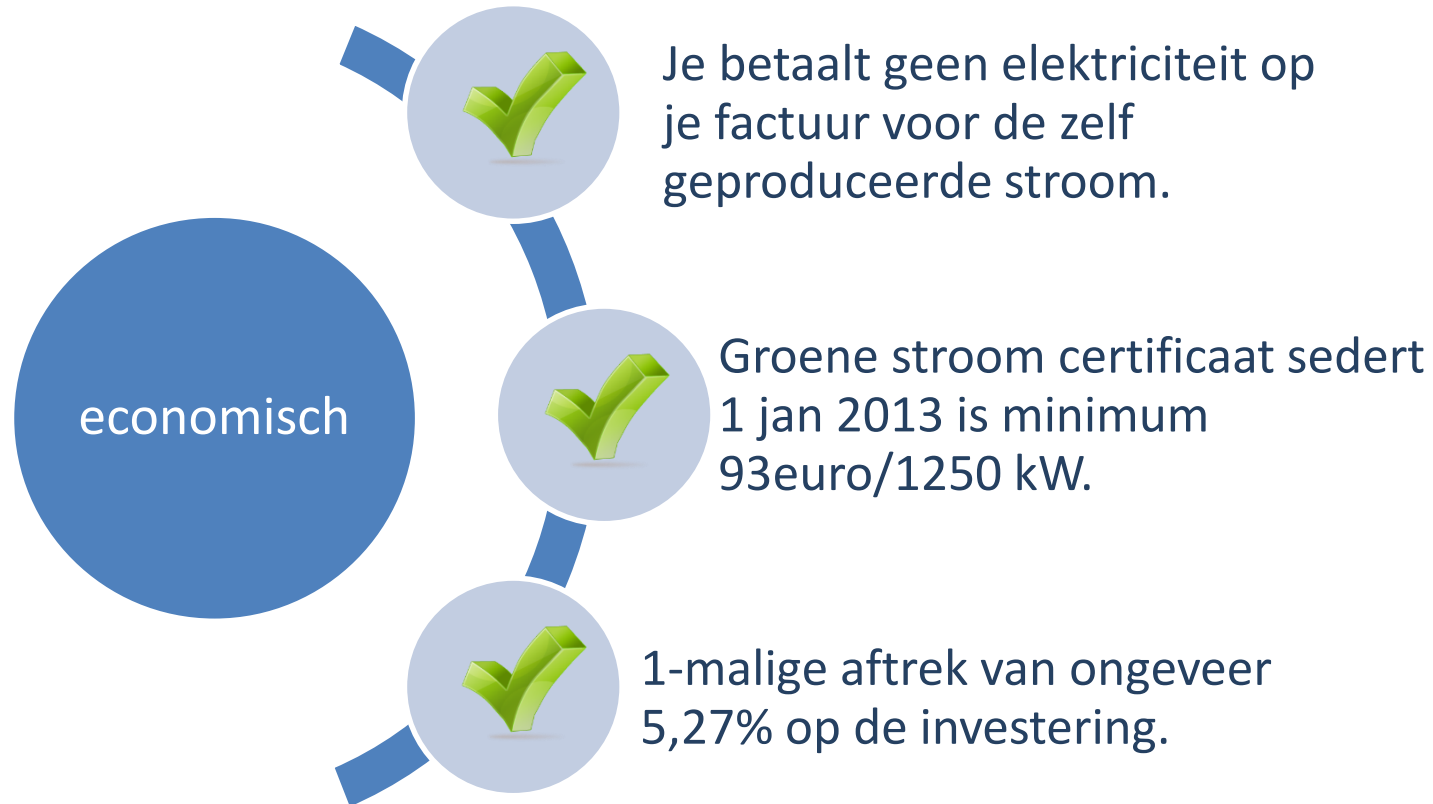 Je betaalt geen elektriciteit op
je factuur voor de zelf
geproduceerde stroom.
economisch
Groene stroom certificaat sedert
1 jan 2013 is minimum
93euro/1250 kW.
1-malige aftrek van ongeveer
5,27% op de investering.